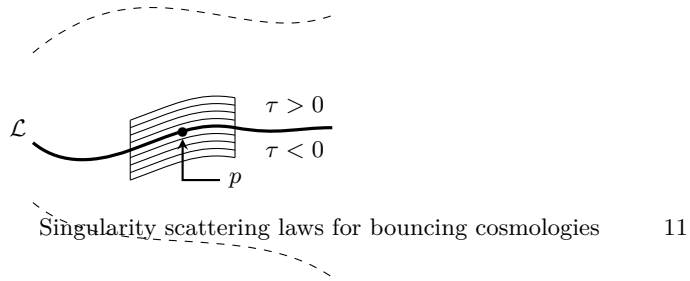 τ > 0
ℒ
τ < 0
p
Singularity scattering laws for bouncing cosmologies 11